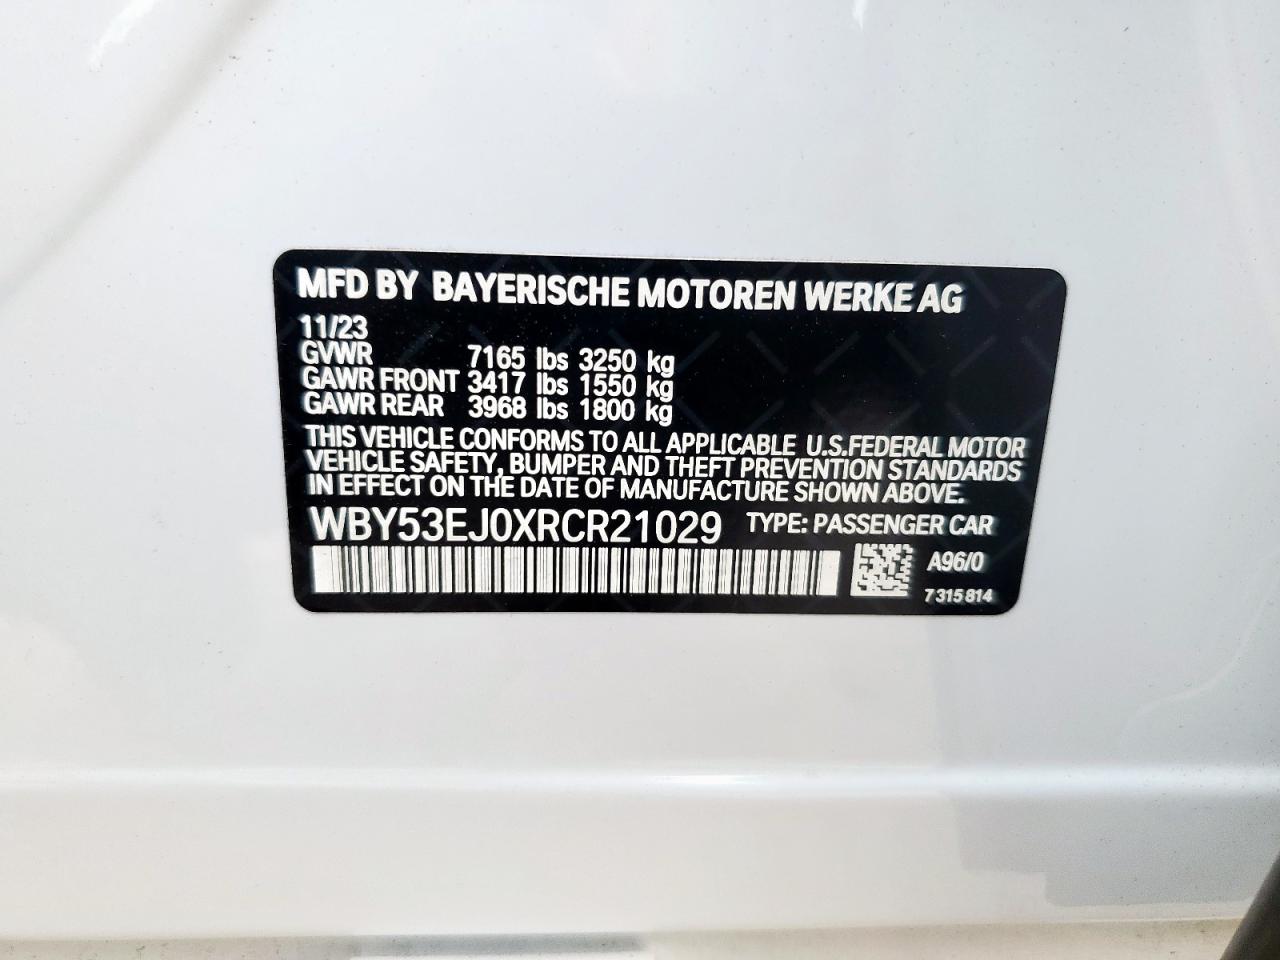 MFD BY BAYERISCHE MOTOREN WERKE AG
11/23
GVWR 7165 lbs 3250 kg
GAWR FRONT 3417 lbs 1550 kg
GAWR REAR 3968 lbs 1800 kg
THIS VEHICLE CONFORMS TO ALL APPLICABLE U.S.FEDERAL MOTOR
VEHICLE SAFETY, BUMPER AND THEFT PREVENTION STANDARDS
IN EFFECT ON THE DATE OF MANUFACTURE SHOWN ABOVE.
WBY53EJ0XRCR21029 TYPE: PASSENGER CAR
A96/0
7 315 814